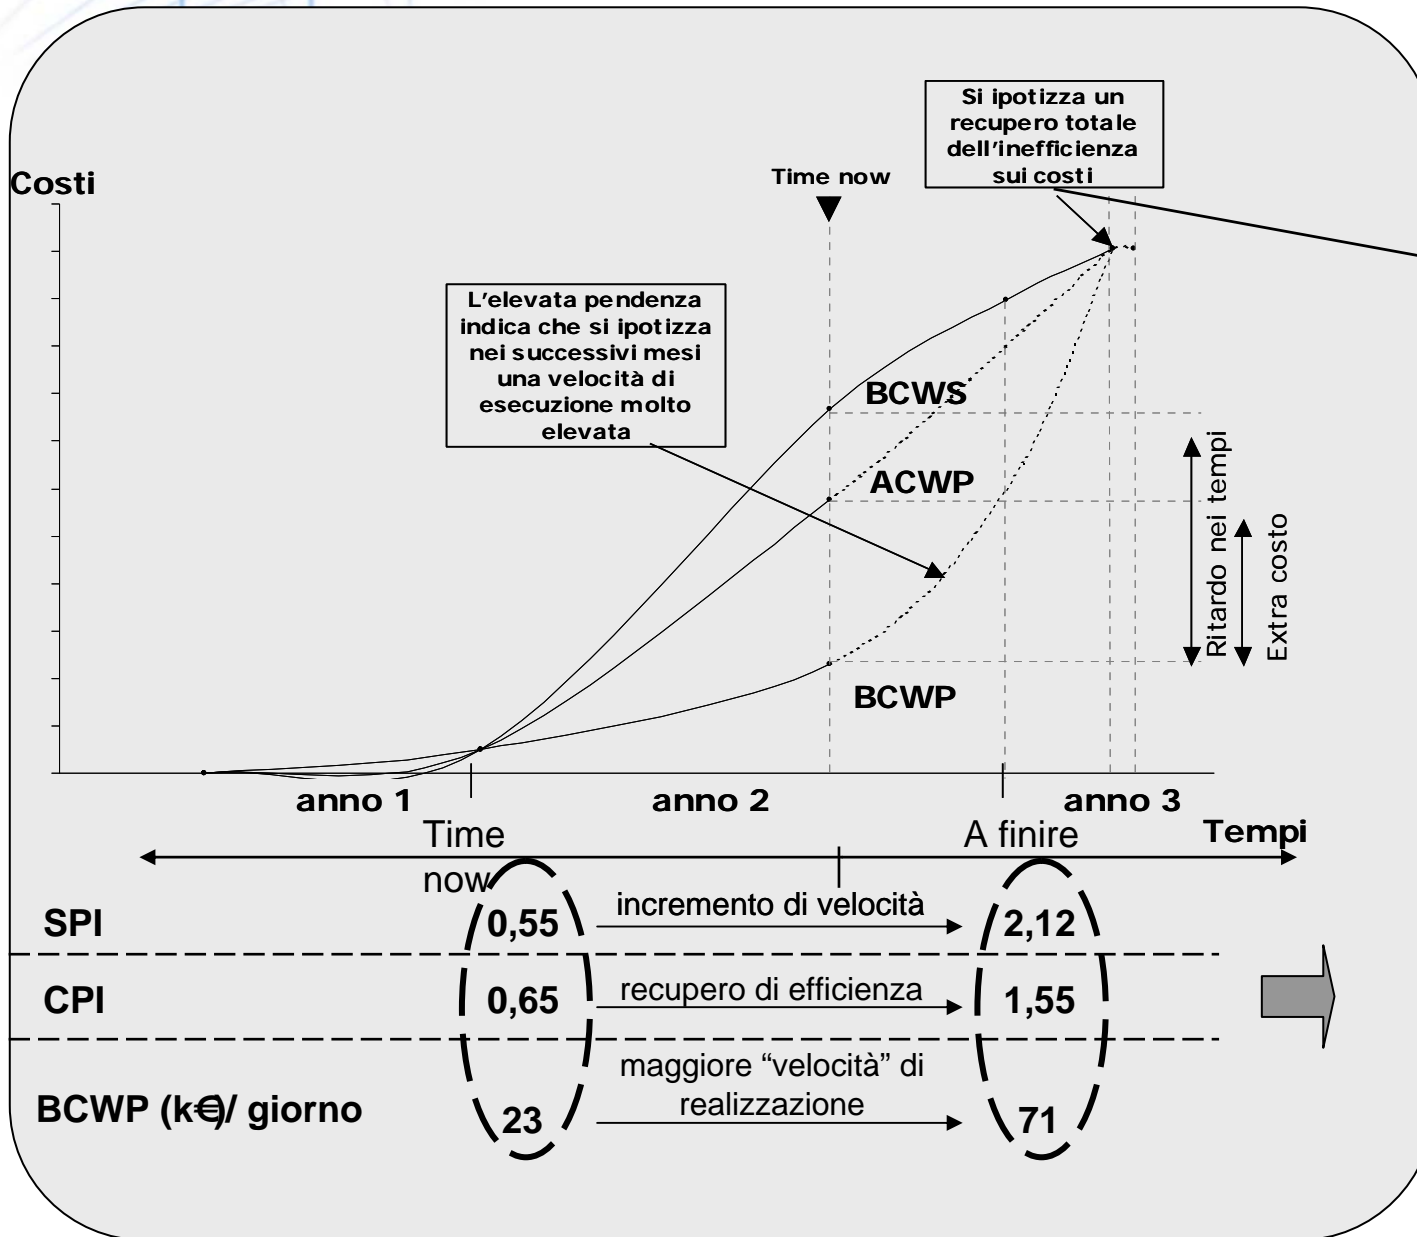 Si ipotizza un
recupero totale
dell'inefficienza
sui costi
Time now
Costi
L'elevata pendenza
indica che si ipotizza
nei successivi mesi
una velocità di
esecuzione molto
elevata
BCWS
ACWP
BCWP
Ritardo nei tempi
Extra costo
anno 1
anno 2
anno 3
Tempi
Time
now
A finire
SPI
0,55
incremento di velocità
2,12
CPI
0,65
recupero di efficienza
1,55
BCWP (k€)/ giorno
23
maggiore “velocità” di
realizzazione
71